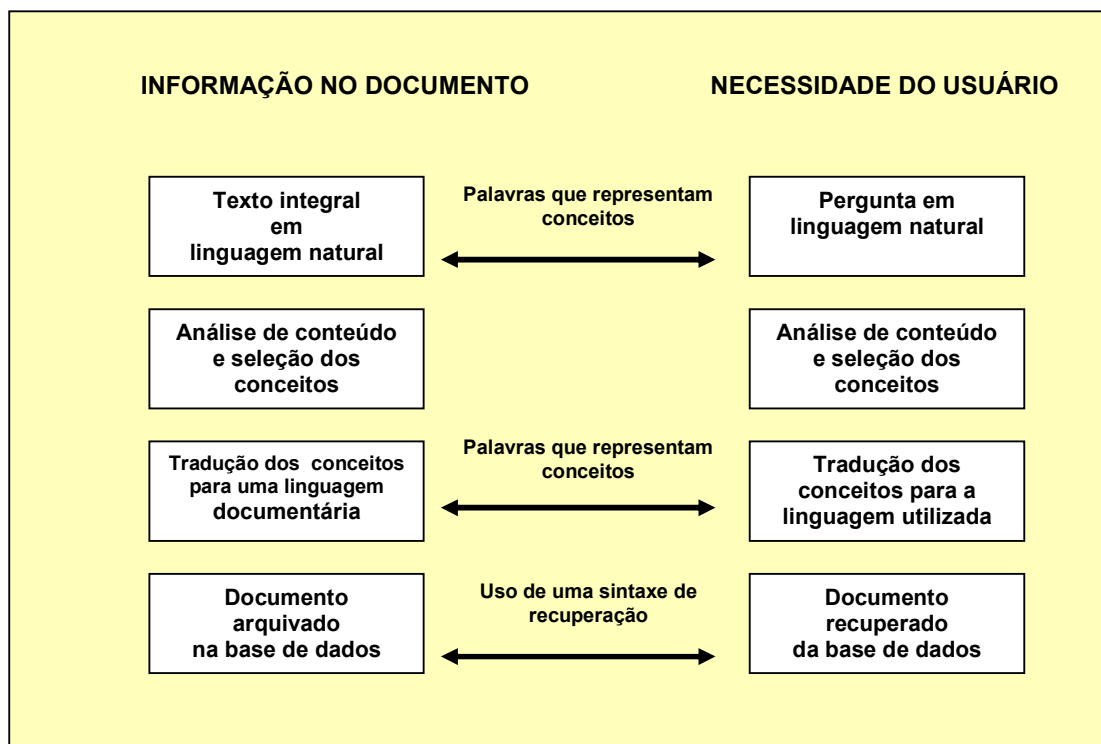 INFORMAÇÃO NO DOCUMENTO
NECESSIDADE DO USUÁRIO
Texto integral
em
linguagem natural
Palavras que representam
conceitos
Pergunta em
linguagem natural
Análise de conteúdo
e seleção dos
conceitos
Análise de conteúdo
e seleção dos
conceitos
Tradução dos conceitos
para uma linguagem
documentária
Palavras que representam
conceitos
Tradução dos
conceitos para a
linguagem utilizada
Documento
arquivado
na base de dados
Uso de uma sintaxe de
recuperação
Documento
recuperado
da base de dados